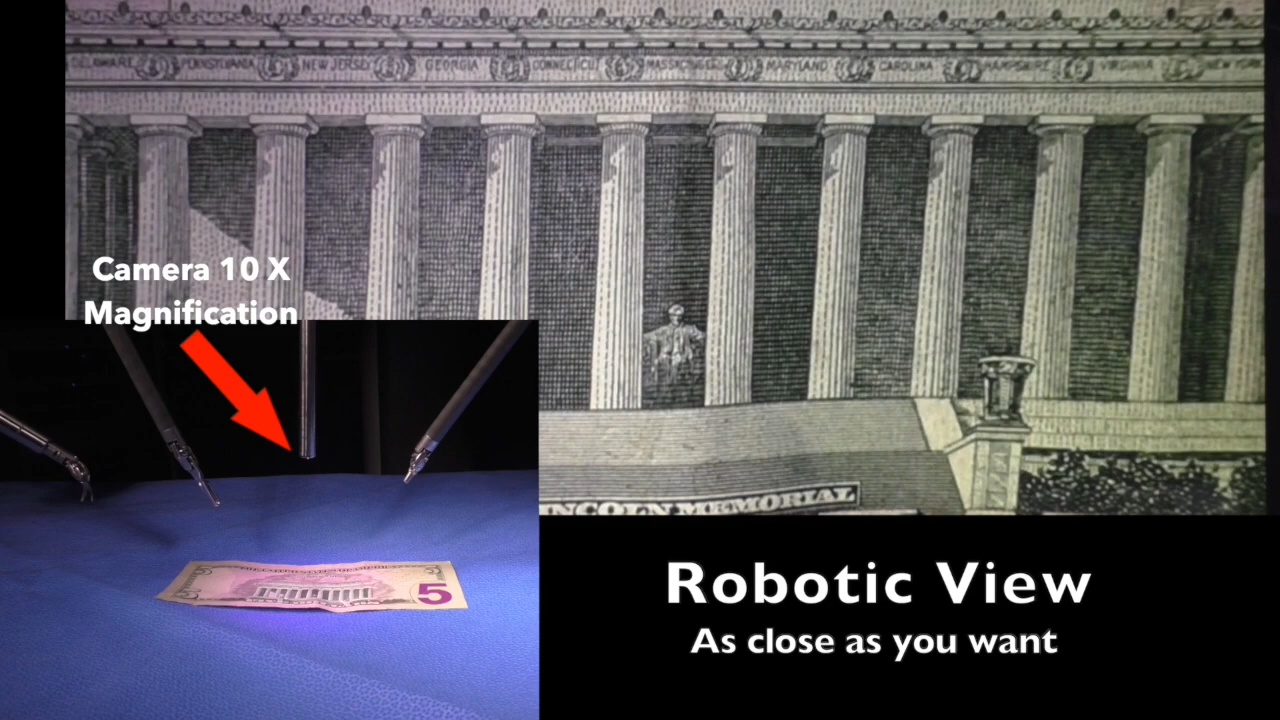 DELAWARE PENNSYLVANIA NEW JERSEY GEORGIA CONNECTICUT MASSACHUSETTS MARYLAND CAROLINA HAMPSHIRE VIRGINIA NEW YORK
Camera 10 X
Magnification
INCOLN MEMORIAL
5
Robotic View
As close as you want